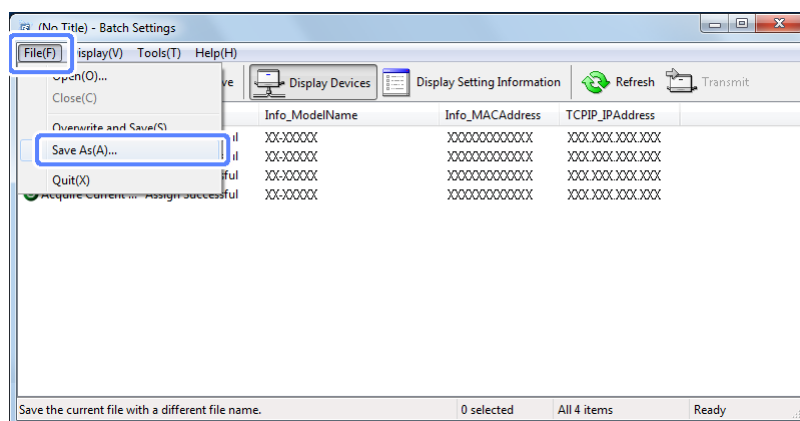 (No Title) - Batch Settings
File(F) isplay(V) Tools(T) Help(H)
Open(O)...
Close(C)
Overwrite and Save(S)
Save As(A)...
Quit(X)
ve Display Devices Display Setting Information Refresh Transmit
Info_ModelName Info_MACAddress TCPIP_IPAddress
ul XX-XXXXX XXXXXXXXXXXX XXX.XXX.XXX.XXX
ul XX-XXXXX XXXXXXXXXXXX XXX.XXX.XXX.XXX
ful XX-XXXXX XXXXXXXXXXXX XXX.XXX.XXX.XXX
Acquire Current ... Assign Successful XX-XXXXX XXXXXXXXXXXX XXX.XXX.XXX.XXX
Save the current file with a different file name. 0 selected All 4 items Ready